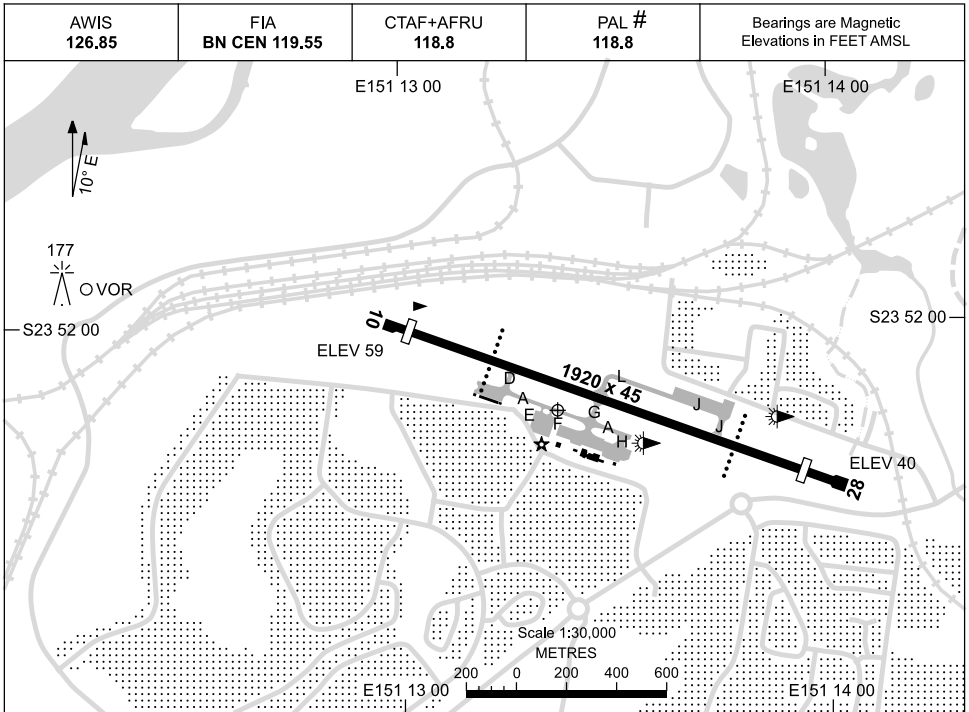 AWIS
126.85
FIA
BN CEN 119.55
CTAF+AFRU
118.8
PAL #
118.8
Bearings are Magnetic
Elevations in FEET AMSL
E151 13 00
E151 14 00
10° E
177
VOR
S23 52 00
S23 52 00
10
ELEV 59
1920 x 45
L
D
A
J
E
F
G
A
J
H
ELEV 40
28
Scale 1:30,000
METRES
200 0 200 400 600
E151 13 00
E151 14 00